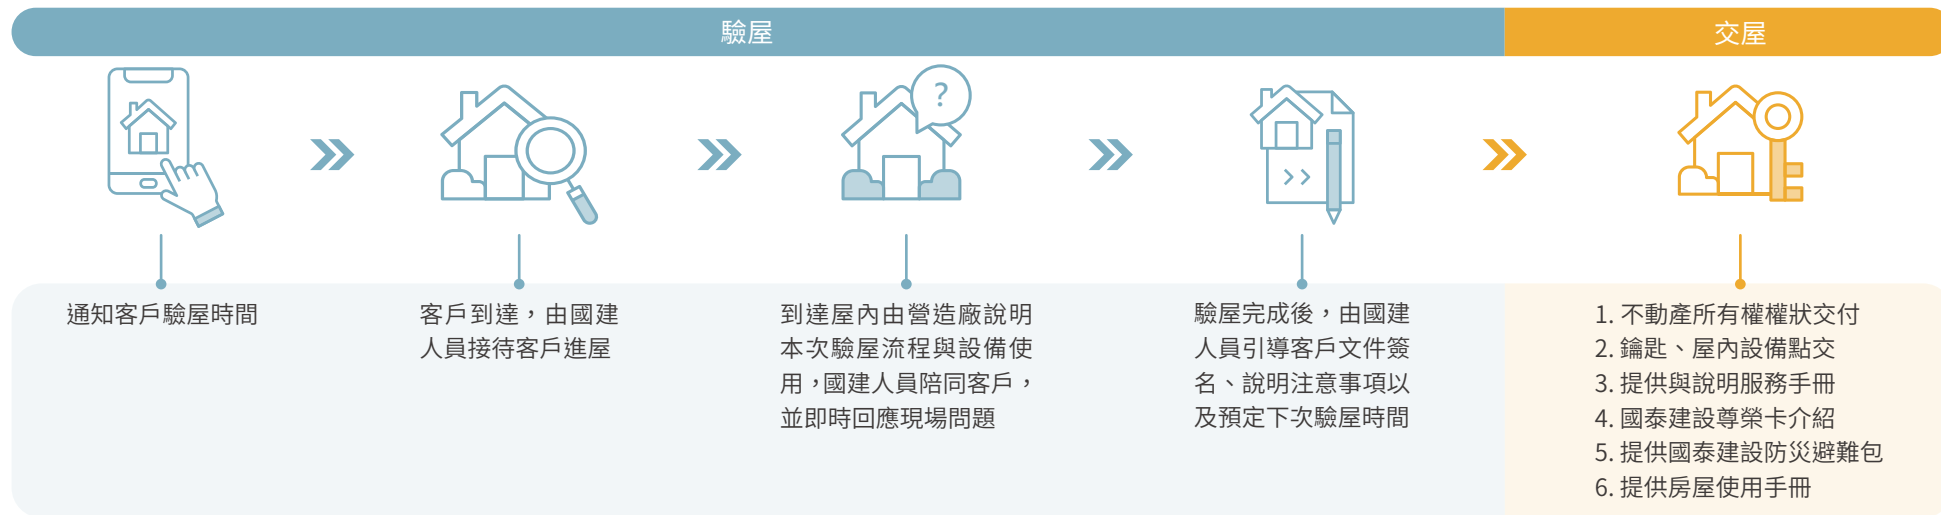 驗屋
交屋
?
>>
通知客戶驗屋時間
客戶到達，由國建
人員接待客戶進屋
到達屋內由營造廠說明
本次驗屋流程與設備使
用，國建人員陪同客戶，
並即時回應現場問題
驗屋完成後，由國建
人員引導客戶文件簽
名、說明注意事項以
及預定下次驗屋時間
1. 不動產所有權權狀交付
2. 鑰匙、屋內設備點交
3. 提供與說明服務手冊
4. 國泰建設尊榮卡介紹
5. 提供國泰建設防災避難包
6. 提供房屋使用手冊